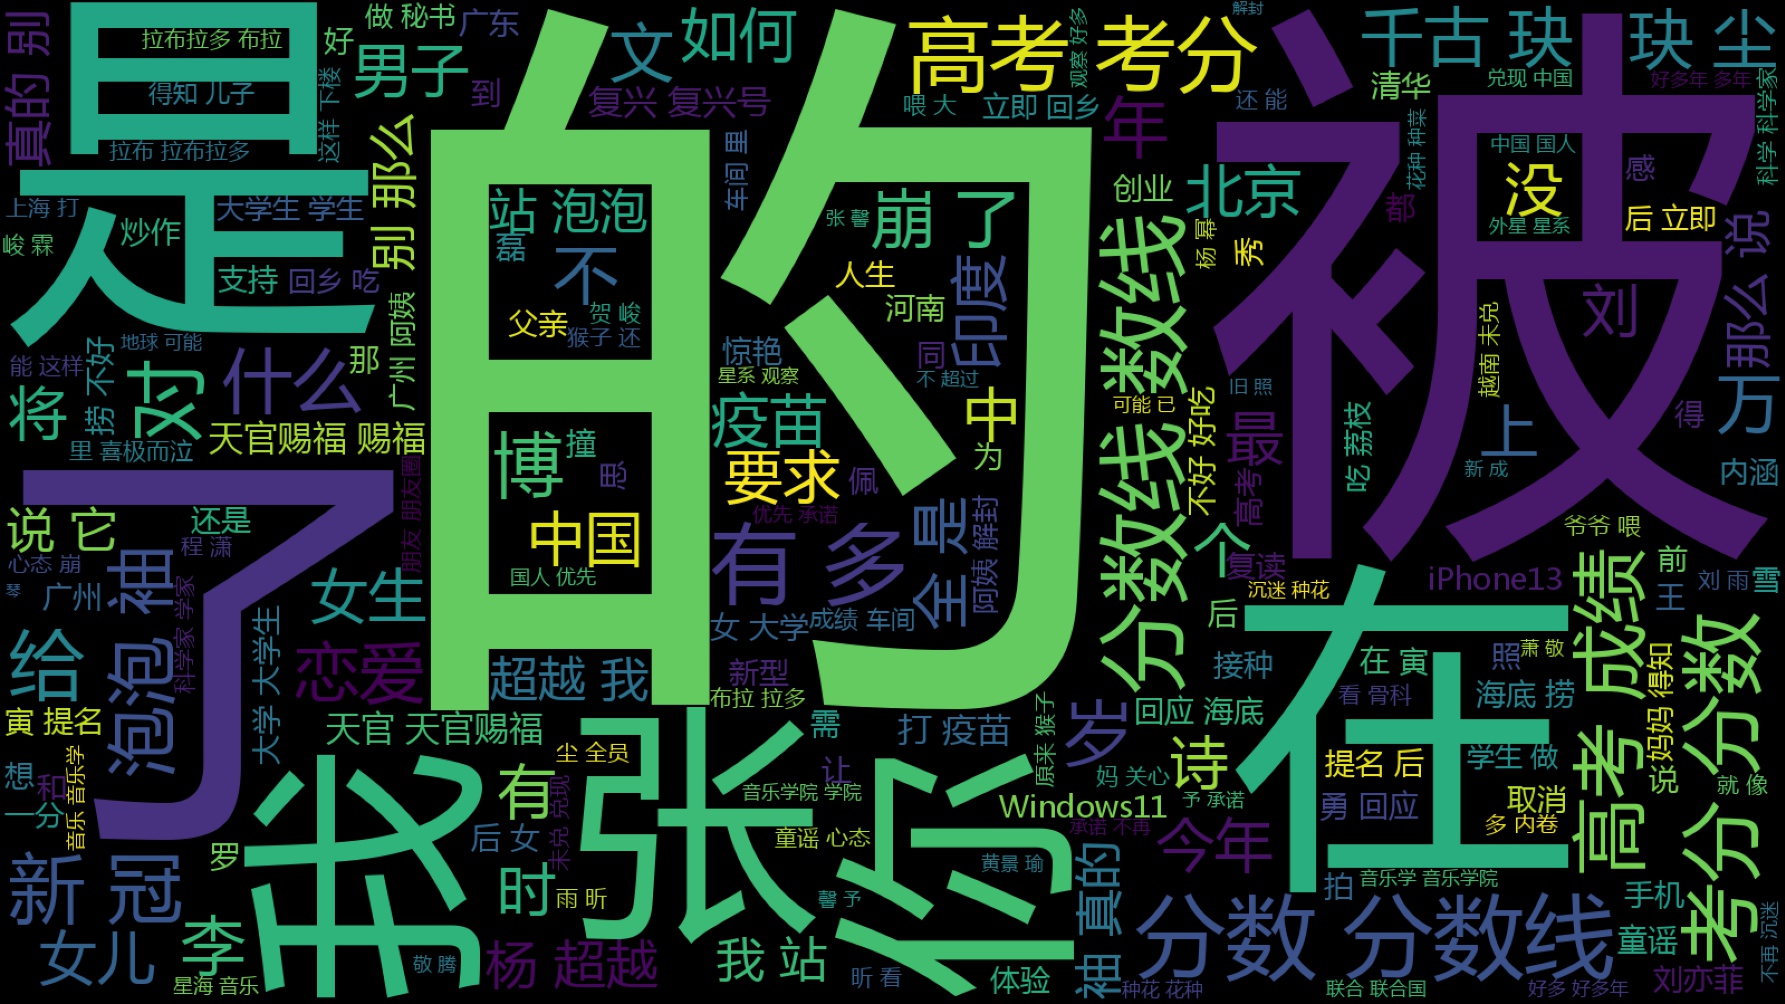 的
被
是
了
在
我
张
你
做 秘书
广东
拉布拉多 布拉
好
男子
得知 儿子
这样 下楼
到
拉布 拉布拉多
真的 别
文
如何
复兴 复兴号
高考 考分
观察 好多
解封
喂 大
立即 回乡
还 能
年
千古 玦
玦 尘
清华
兑现 中国
好多年 多年
科学 科学家
花种 种菜
中国 国人
没
感
外星 星系
后 立即
都
创业
北京
秀
杨 幂
上海 打
大学生 学生
峻 霖
炒作
支持
回乡 吃
别 那么
车间 里
站 泡泡
磊
不
父亲
贺 峻
猴子 还
张 馨
崩 了
人生
河南
印度
同
惊艳
星系 观察
不 超过
地球 可能
能 这样
捞 不好
将
对
什么
那
广州 阿姨
天官赐福 赐福
里 喜极而泣
疫苗
中
为
博
撞
思
要求
佩
中国
国人 优先
优先 承诺
有 多
全 是
阿姨 解封
分数线 数线
分数 分数线
可能 已
不好 好吃
旧 照
最
高考
吃 荔枝
越南 未兑
刘
上
新 成
得
那么 说
万
内涵
说 它
还是
朋友 朋友圈
心态 崩
程 潇
泡泡 袖
琴
广州
科学家 学家
大学 大学生
女生
恋爱
给
超越 我
女 大学
成绩 车间
新型
布拉 拉多
个
复读
沉迷 种花
后
iPhone13
爷爷 喂
前
王
刘 雨
雪
接种
在 寅
照
萧 敬
看 骨科
海底 捞
高考 成绩
妈妈 得知
考分 分数
寅 提名
想
和
一分
音乐 音乐学
天官 天官赐福
尘 全员
需
打 疫苗
原来 猴子
岁
回应 海底
诗
妈 关心
提名 后
学生 做
说
就 像
有
未兑 兑现
让
音乐学院 学院
Windows11
予 承诺
勇 回应
取消
多 内卷
后 女
童谣 心态
承诺 不再
今年
罗
新 冠
李
女儿
时
雨 昕
馨 予
黄景 瑜
袖 真的
拍
音乐学 音乐学院
手机
分数 分数线
童谣
星海 音乐
敬 腾
杨 超越
我 站
昕 看
体验
种花 花种
联合 联合国
好多 好多年
刘亦菲
不再 沉迷